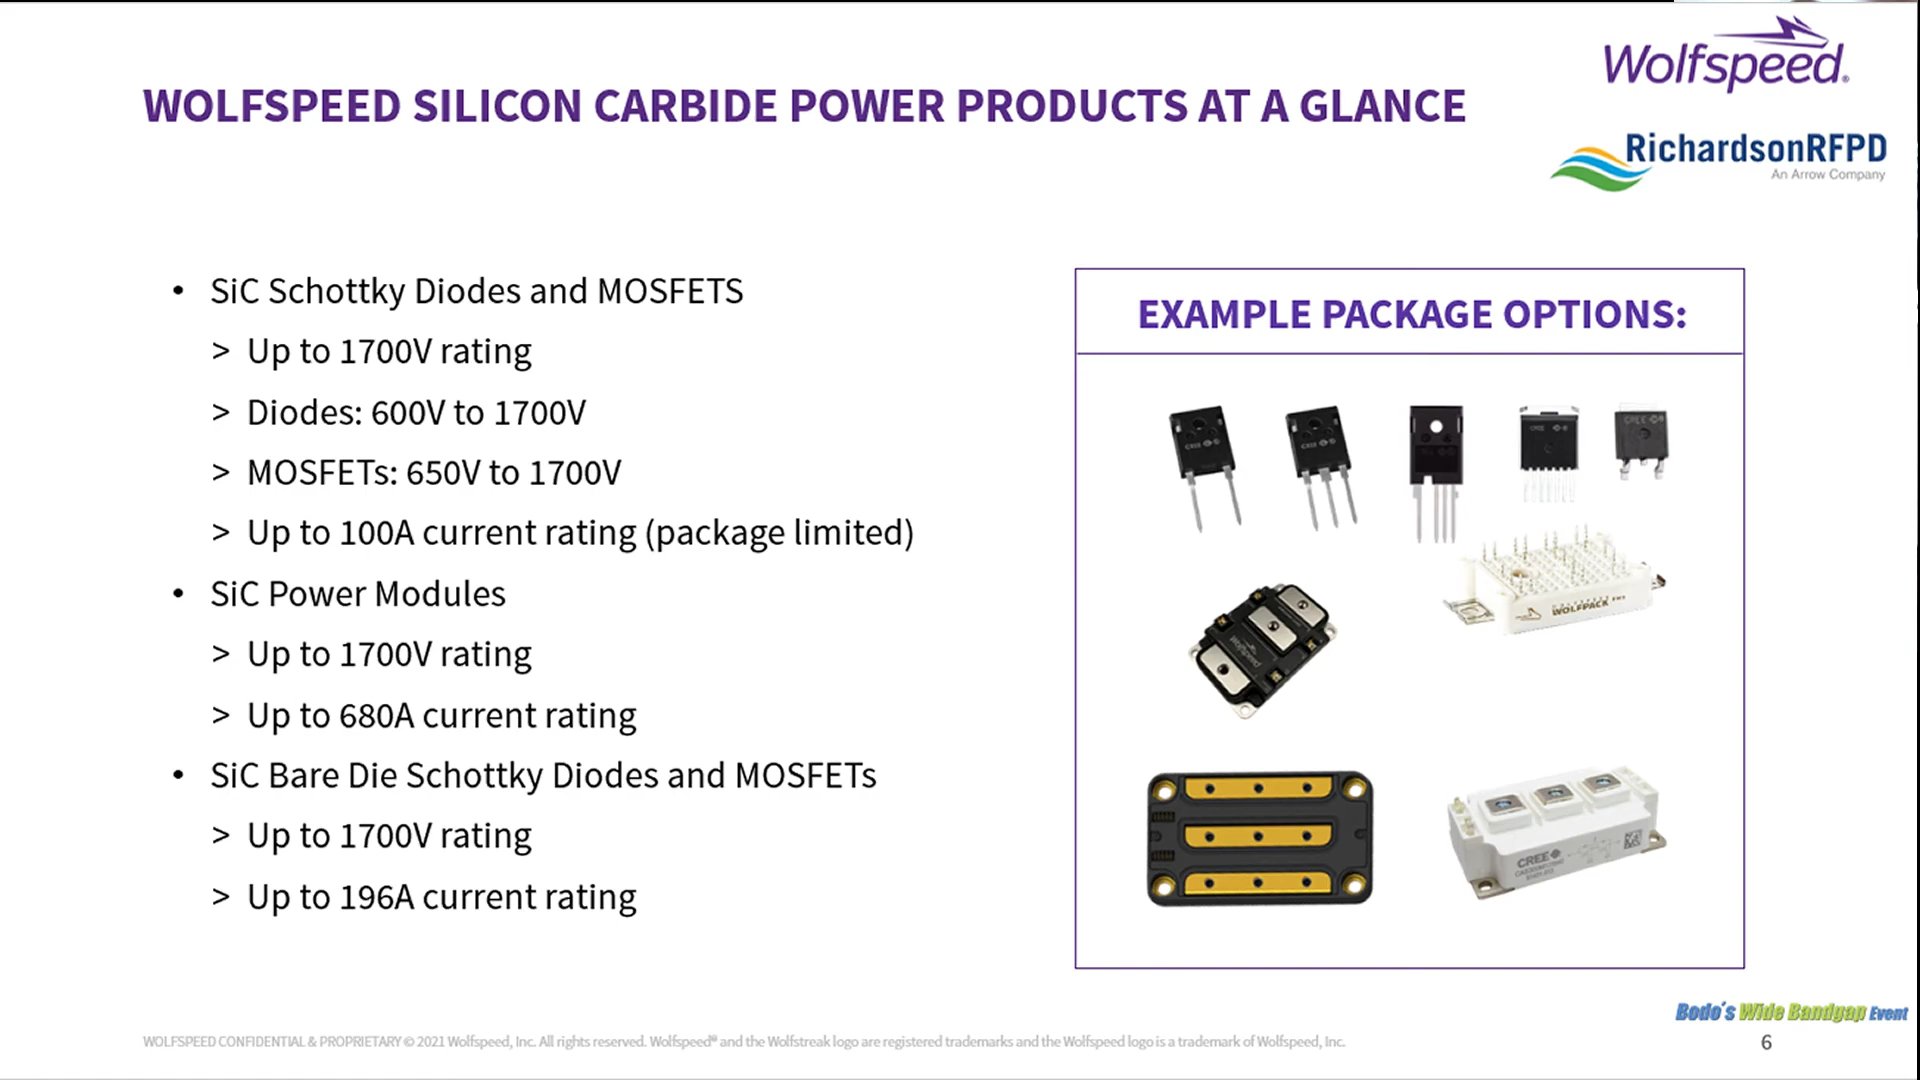 Wolfspeed®
WOLFSPEED SILICON CARBIDE POWER PRODUCTS AT A GLANCE
RichardsonRFPD
An Arrow Company
• SiC Schottky Diodes and MOSFETS
> Up to 1700V rating
> Diodes: 600V to 1700V
> MOSFETs: 650V to 1700V
> Up to 100A current rating (package limited)
• SiC Power Modules
> Up to 1700V rating
> Up to 680A current rating
• SiC Bare Die Schottky Diodes and MOSFETs
> Up to 1700V rating
> Up to 196A current rating
EXAMPLE PACKAGE OPTIONS:
CREE
CREE
CREE
CREE
WOLFPACK
Wolfspeed
CREE
Bodo's Wide Bandgap Event
WOLFSPEED CONFIDENTIAL & PROPRIETARY © 2021 Wolfspeed, Inc. All rights reserved. Wolfspeed® and the Wolfstreak logo are registered trademarks and the Wolfspeed logo is a trademark of Wolfspeed, Inc.
6